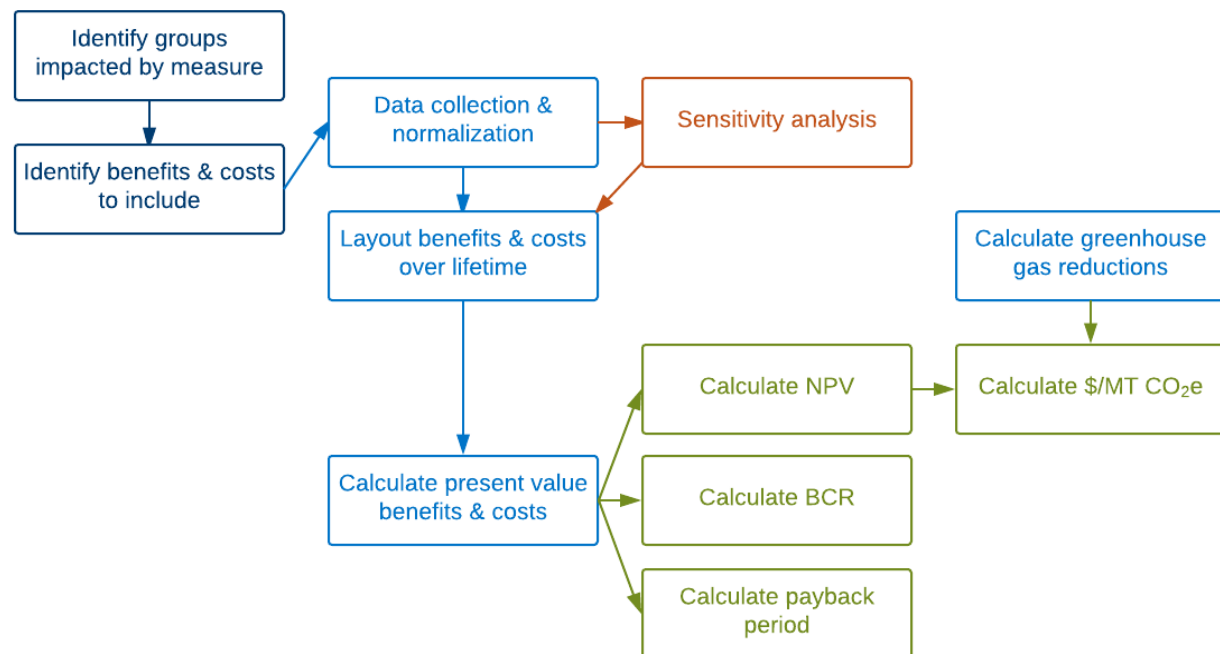 Identify groups
impacted by measure
Identify benefits & costs
to include
Data collection &
normalization
Sensitivity analysis
Layout benefits & costs
over lifetime
Calculate greenhouse
gas reductions
Calculate NPV
Calculate $/MT CO₂e
Calculate present value
benefits & costs
Calculate BCR
Calculate payback
period